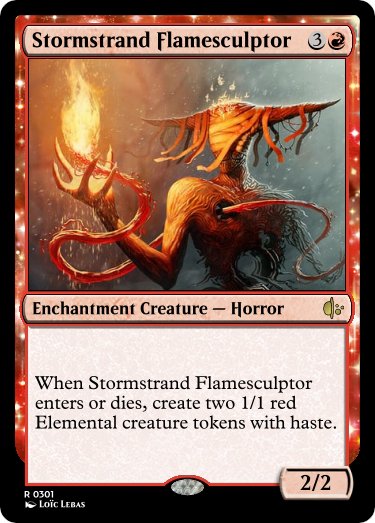 Stormstrand Flamesculptor 3
Enchantment Creature — Horror
When Stormstrand Flamesculptor
enters or dies, create two 1/1 red
Elemental creature tokens with haste.
2/2
R 0301
Loïc Lebas